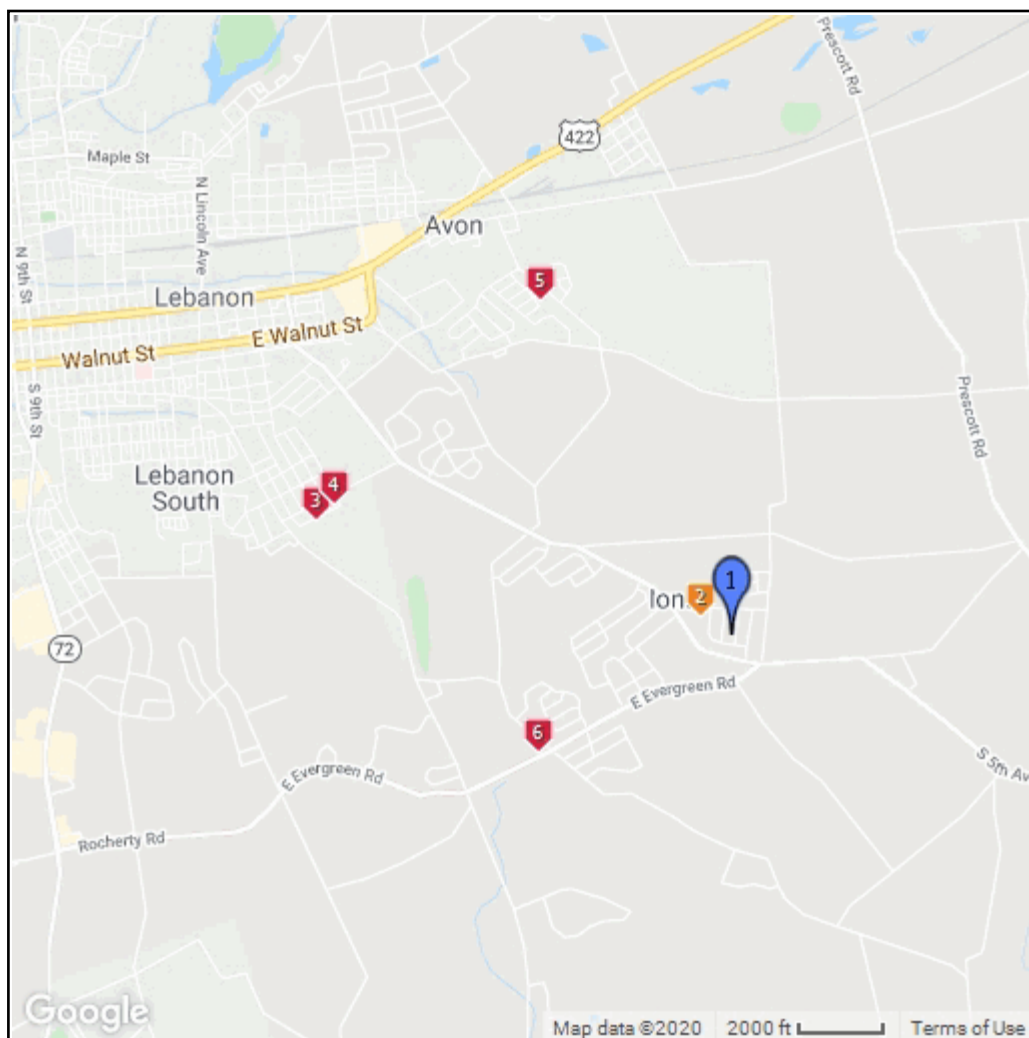 Prescott Rd
422
Maple St
N Lincoln Ave
Avon
N 9th St
5
Lebanon
E Walnut St
Walnut St
S 9th St
Prescott Rd
Lebanon
South
4
3
1
Ion
2
72
E Evergreen Rd
6
E Evergreen Rd
S 5th Av
Rocherty Rd
Google
Map data ©2020 2000 ft Terms of Use